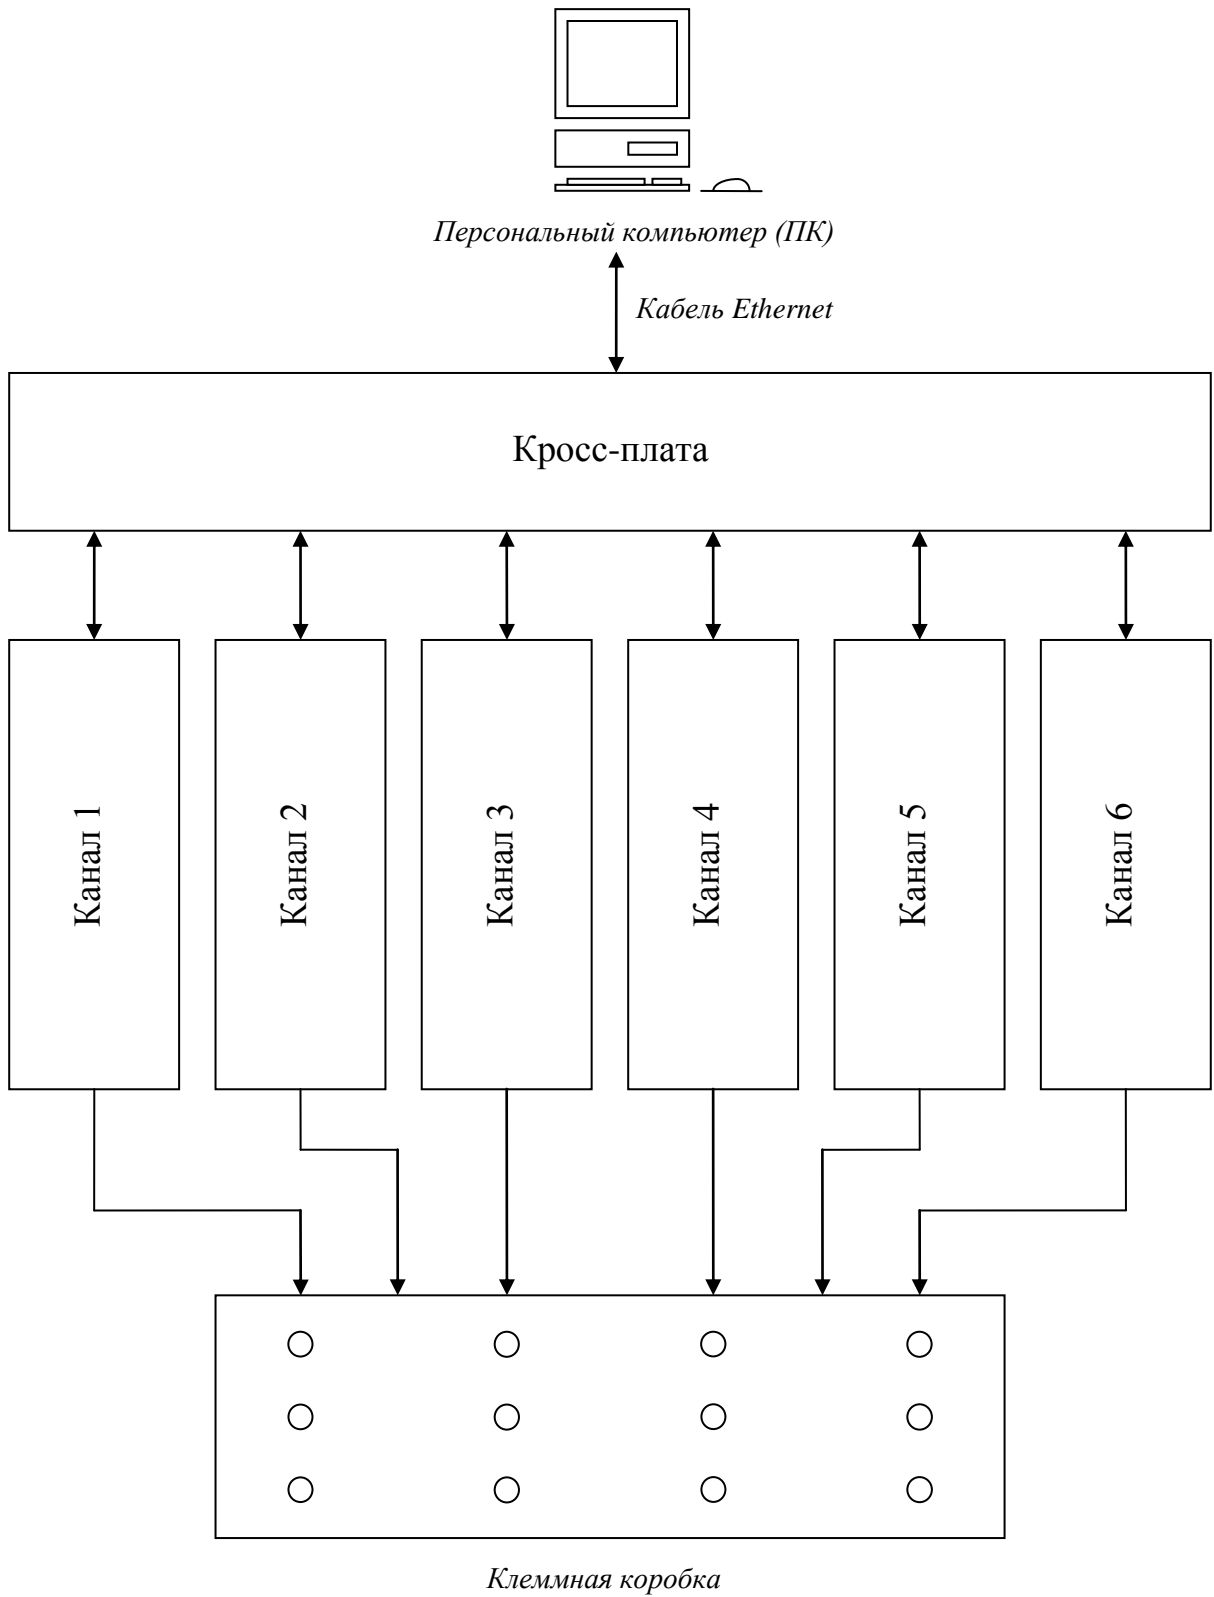 Персональный компьютер (ПК)
Кабель Ethernet
Кросс-плата
Канал 1
Канал 2
Канал 3
Канал 4
Канал 5
Канал 6
Клеммная коробка